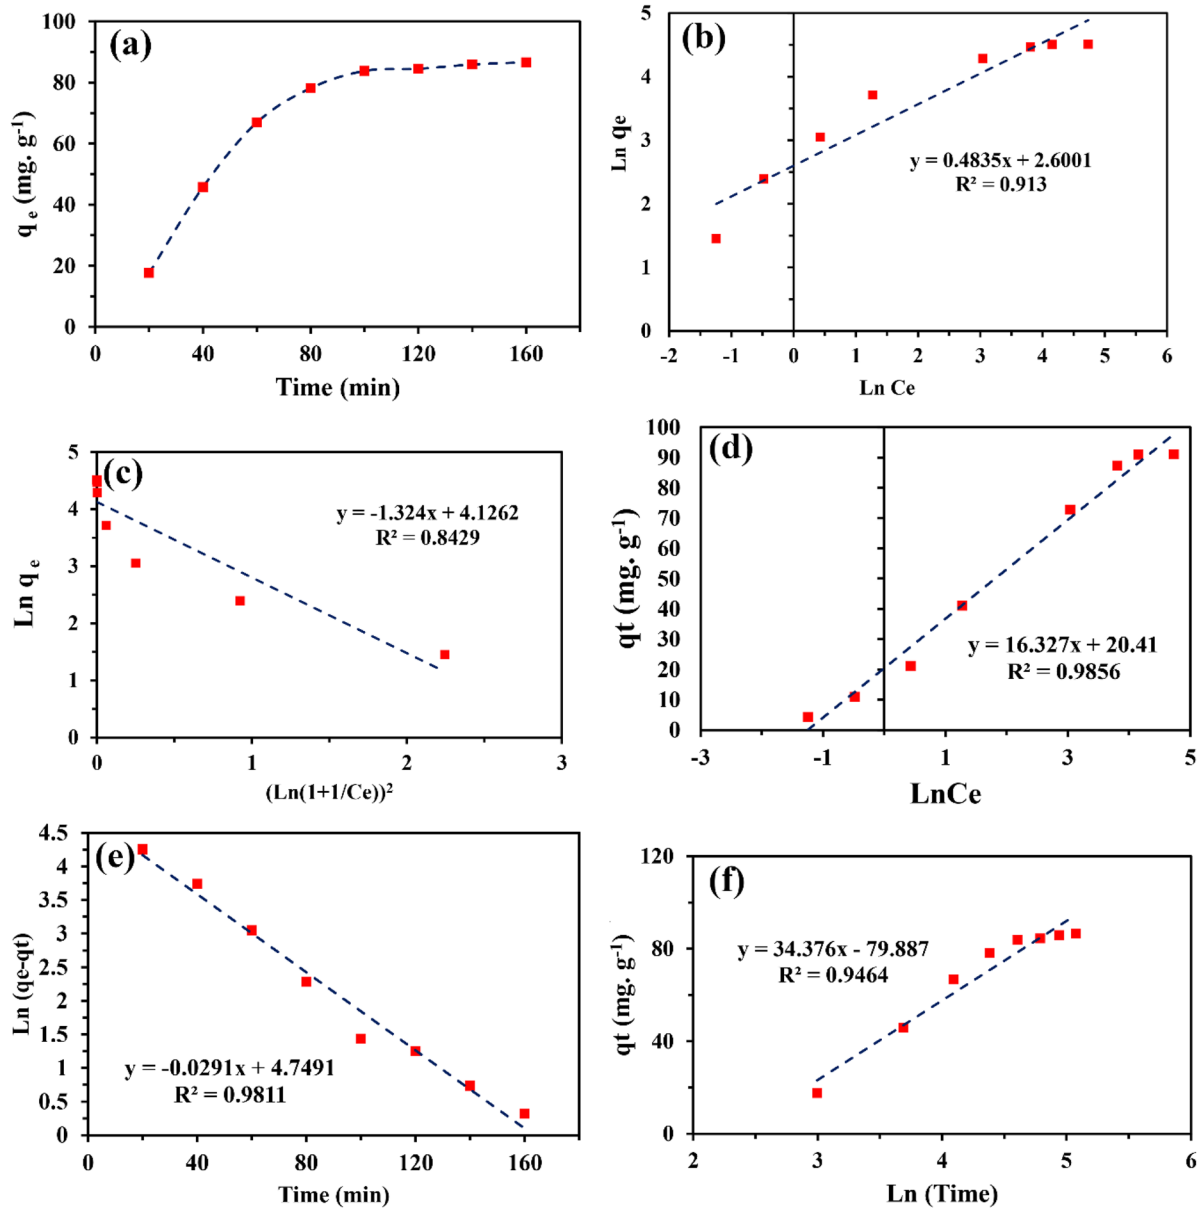 (a)
100
80
60
40
20
0
q e (mg. g-1)
0 40 80 120 160
Time (min)
(b)
5
4
3
2
1
0
Ln qe
y = 0.4835x + 2.6001
R² = 0.913
-2 -1 0 1 2 3 4 5 6
Ln Ce
(c)
5
4
3
2
1
0
Ln q e
y = -1.324x + 4.1262
R² = 0.8429
0 1 2 3
(Ln(1+1/Ce))²
(d)
100
90
80
70
60
50
40
30
20
10
0
qt (mg. g-1)
y = 16.327x + 20.41
R² = 0.9856
-3 -1 1 3 5
LnCe
(e)
4.5
4
3.5
3
2.5
2
1.5
1
0.5
0
Ln (qe-qt)
y = -0.0291x + 4.7491
R² = 0.9811
0 40 80 120 160
Time (min)
(f)
120
80
40
0
qt (mg. g-1)
y = 34.376x - 79.887
R² = 0.9464
2 3 4 5 6
Ln (Time)